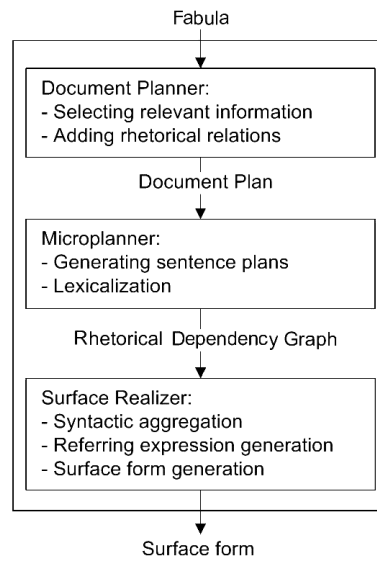 Fabula
Document Planner:
- Selecting relevant information
- Adding rhetorical relations
Document Plan
Microplanner:
- Generating sentence plans
- Lexicalization
Rhetorical Dependency Graph
Surface Realizer:
- Syntactic aggregation
- Referring expression generation
- Surface form generation
Surface form